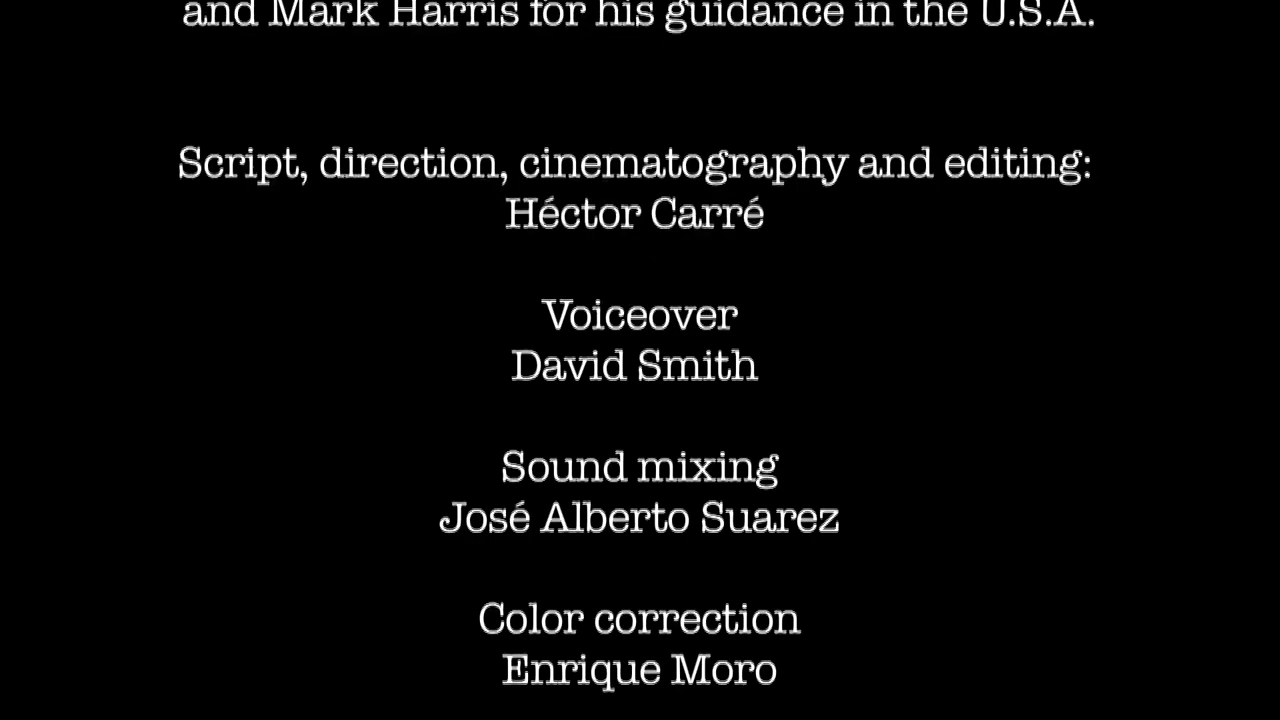 and Mark Harris for his guidance in the U.S.A.
Script, direction, cinematography and editing:
Héctor Carré
Voiceover
David Smith
Sound mixing
José Alberto Suarez
Color correction
Enrique Moro